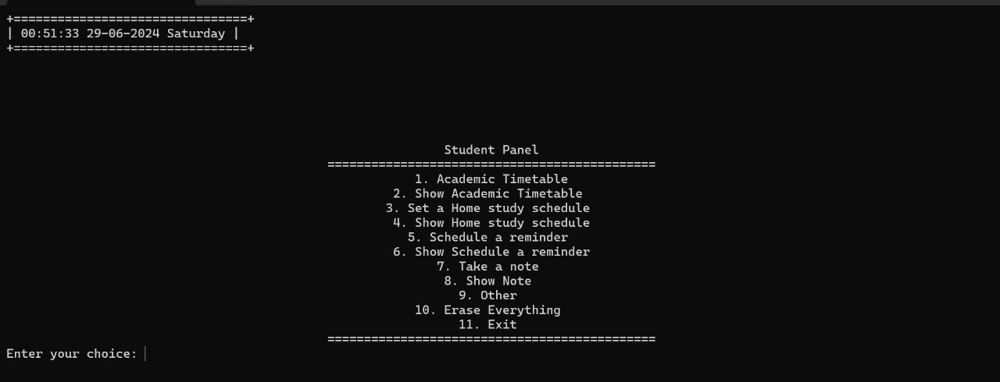 +================================+
| 00:51:33 29-06-2024 Saturday |
+================================+
Student Panel
=============================================
1. Academic Timetable
2. Show Academic Timetable
3. Set a Home study schedule
4. Show Home study schedule
5. Schedule a reminder
6. Show Schedule a reminder
7. Take a note
8. Show Note
9. Other
10. Erase Everything
11. Exit
=============================================
Enter your choice: